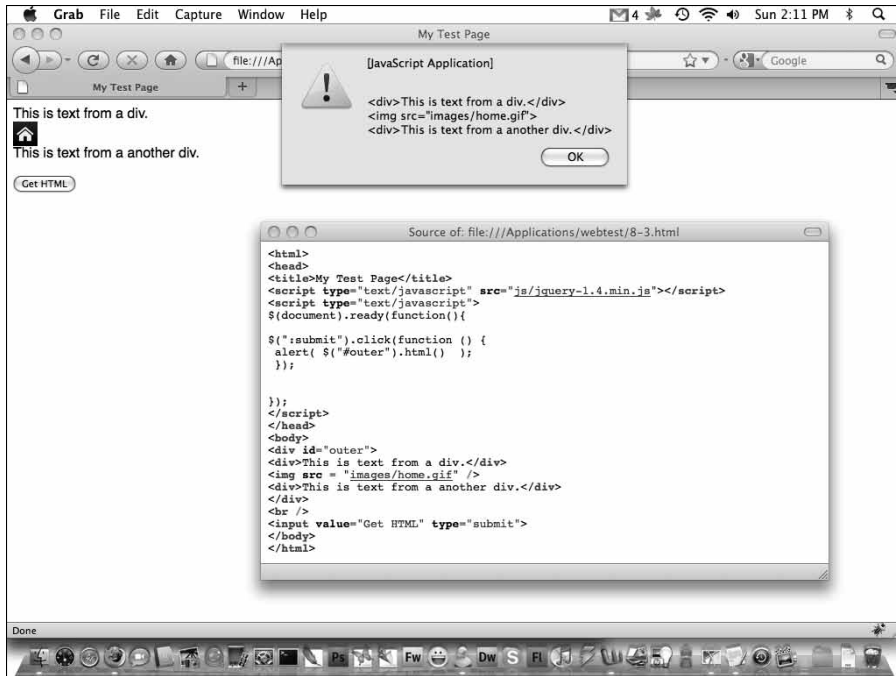 Grab File Edit Capture Window Help 4 Sun 2:11 PM
My Test Page
file:///Ap
Google
My Test Page +
[JavaScript Application]
<div>This is text from a div.</div>
<img src="images/home.gif">
<div>This is text from a another div.</div>
OK
This is text from a div.
This is text from a another div.
Get HTML
Source of: file:///Applications/webtest/8-3.html
<html>
<head>
<title>My Test Page</title>
<script type="text/javascript" src="js/jquery-1.4.min.js"></script>
<script type="text/javascript">
$(document).ready(function(){
$(":submit").click(function () {
alert( $("#outer").html() );
});
});
</script>
</head>
<body>
<div id="outer">
<div>This is text from a div.</div>
<img src = "images/home.gif" />
<div>This is text from a another div.</div>
</div>
<br />
<input value="Get HTML" type="submit">
</body>
</html>
Done
Ps Fw Dw S Fl